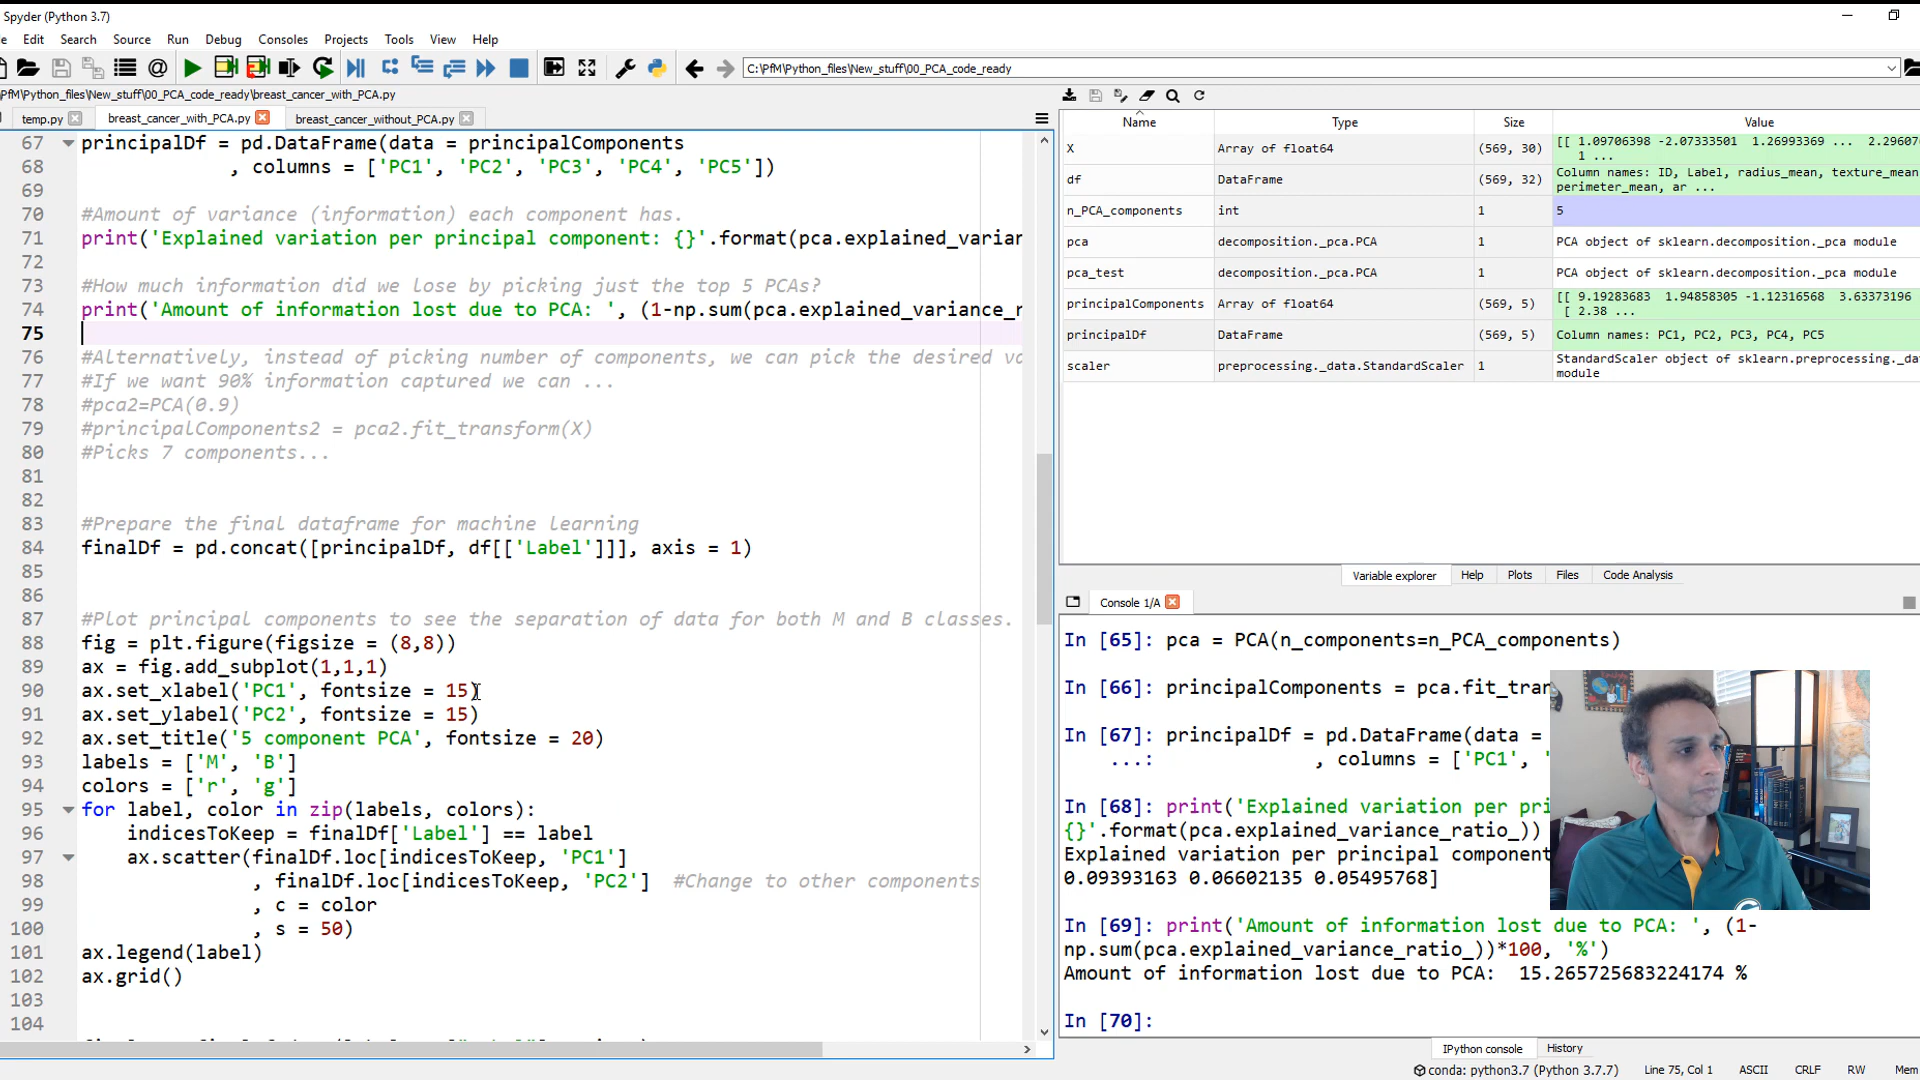 Spyder (Python 3.7)
Edit Search Source Run Debug Consoles Projects Tools View Help
C:\PfM\Python_files\New_stuff\00_PCA_code_ready
PfM\Python_files\New_stuff\00_PCA_code_ready\breast_cancer_with_PCA.py
temp.py breast_cancer_with_PCA.py breast_cancer_without_PCA.py
67 principalDf = pd.DataFrame(data = principalComponents
68 , columns = ['PC1', 'PC2', 'PC3', 'PC4', 'PC5'])
69
70 #Amount of variance (information) each component has.
71 print('Explained variation per principal component: {}'.format(pca.explained_varian
72
73 #How much information did we lose by picking just the top 5 PCAs?
74 print('Amount of information lost due to PCA: ', (1-np.sum(pca.explained_variance_r
75
76 #Alternatively, instead of picking number of components, we can pick the desired va
77 #If we want 90% information captured we can ...
78 #pca2=PCA(0.9)
79 #principalComponents2 = pca2.fit_transform(X)
80 #Picks 7 components...
81
82
83 #Prepare the final dataframe for machine learning
84 finalDf = pd.concat([principalDf, df[['Label']]], axis = 1)
85
86
87 #Plot principal components to see the separation of data for both M and B classes.
88 fig = plt.figure(figsize = (8,8))
89 ax = fig.add_subplot(1,1,1)
90 ax.set_xlabel('PC1', fontsize = 15)
91 ax.set_ylabel('PC2', fontsize = 15)
92 ax.set_title('5 component PCA', fontsize = 20)
93 labels = ['M', 'B']
94 colors = ['r', 'g']
95 for label, color in zip(labels, colors):
96 indicesToKeep = finalDf['Label'] == label
97 ax.scatter(finalDf.loc[indicesToKeep, 'PC1']
98 , finalDf.loc[indicesToKeep, 'PC2'] #Change to other components
99 , c = color
100 , s = 50)
101 ax.legend(label)
102 ax.grid()
103
104
Name Type Size Value
X Array of float64 (569, 30) [[ 1.09706398 -2.07333501 1.26993369 ... 2.29607
1 ...
df DataFrame (569, 32) Column names: ID, Label, radius_mean, texture_mean
perimeter_mean, ar ...
n_PCA_components int 1 5
pca decomposition._pca.PCA 1 PCA object of sklearn.decomposition._pca module
pca_test decomposition._pca.PCA 1 PCA object of sklearn.decomposition._pca module
principalComponents Array of float64 (569, 5) [[ 9.19283683 1.94858305 -1.12316568 3.63373196
[ 2.38 ...
principalDf DataFrame (569, 5) Column names: PC1, PC2, PC3, PC4, PC5
scaler preprocessing._data.StandardScaler 1 StandardScaler object of sklearn.preprocessing._da
module
Variable explorer Help Plots Files Code Analysis
Console 1/A
In [65]: pca = PCA(n_components=n_PCA_components)
In [66]: principalComponents = pca.fit_tran
In [67]: principalDf = pd.DataFrame(data =
...: , columns = ['PC1', '
In [68]: print('Explained variation per pri
{}'.format(pca.explained_variance_ratio_))
Explained variation per principal component
0.09393163 0.06602135 0.05495768]
In [69]: print('Amount of information lost due to PCA: ', (1-
np.sum(pca.explained_variance_ratio_))*100, '%')
Amount of information lost due to PCA: 15.265725683224174 %
In [70]:
IPython console History
conda: python3.7 (Python 3.7.7) Line 75, Col 1 ASCII CRLF RW Mem